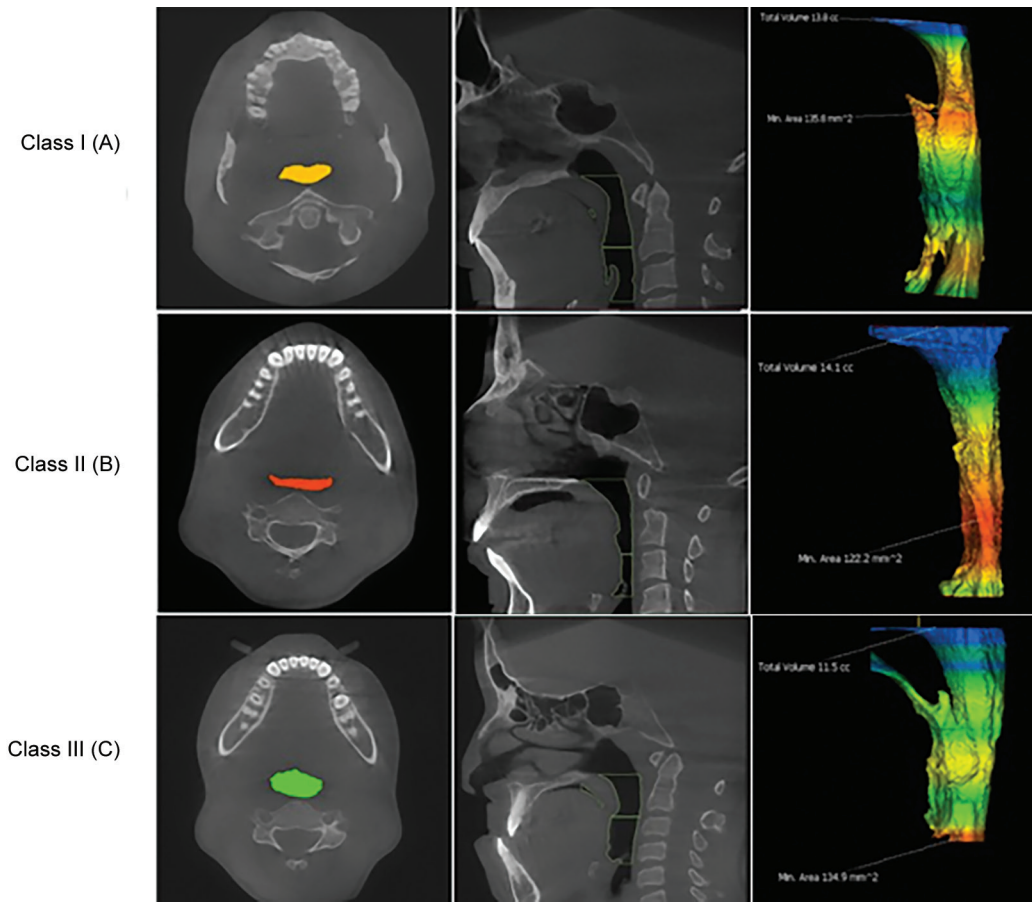 Class I (A)
Total Volume 13.8 cc
Min. Area 135.8 mm^2
Class II (B)
Total Volume 14.1 cc
Min. Area 122.2 mm^2
Class III (C)
Total Volume 11.5 cc
Min. Area 134.9 mm^2